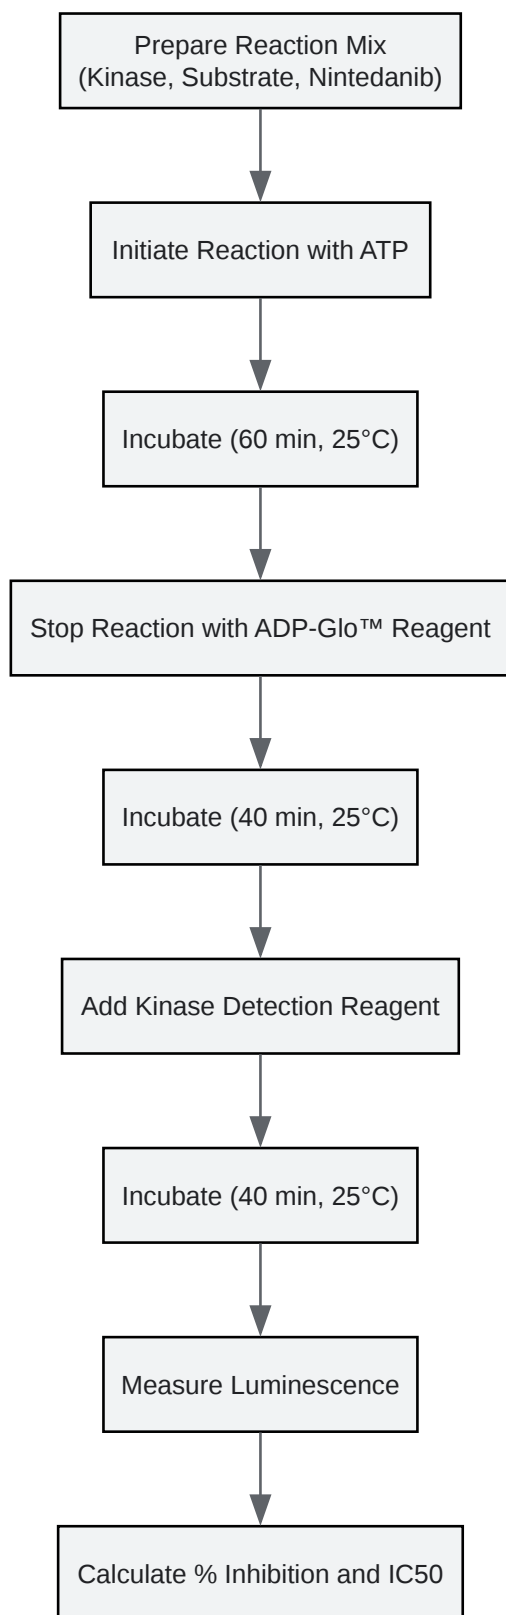 Prepare Reaction Mix
(Kinase, Substrate, Nintedanib)
Initiate Reaction with ATP
Incubate (60 min, 25°C)
Stop Reaction with ADP-Glo™ Reagent
Incubate (40 min, 25°C)
Add Kinase Detection Reagent
Incubate (40 min, 25°C)
Measure Luminescence
Calculate % Inhibition and IC50